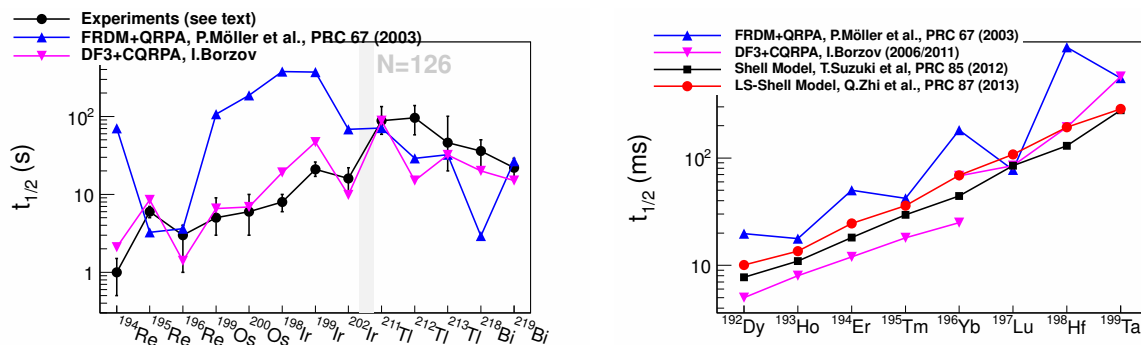 Experiments (see text)
FRDM+QRPA, P.Möller et al., PRC 67 (2003)
DF3+CQRPA, I.Borzov
N=126
t1/2 (s)
10²
10
1
¹⁹⁴Re
¹⁹⁵Re
¹⁹⁶Re
¹⁹⁹Os
²⁰⁰Os
¹⁹⁸Ir
¹⁹⁹Ir
²⁰²Ir
²¹¹Tl
²¹²Tl
²¹³Tl
²¹⁸Bi
²¹⁹Bi
FRDM+QRPA, P.Möller et al., PRC 67 (2003)
DF3+CQRPA, I.Borzov (2006/2011)
Shell Model, T.Suzuki et al, PRC 85 (2012)
LS-Shell Model, Q.Zhi et al., PRC 87 (2013)
t1/2 (ms)
10²
10
¹⁹²Dy
¹⁹³Ho
¹⁹⁴Er
¹⁹⁵Tm
¹⁹⁶Yb
¹⁹⁷Lu
¹⁹⁸Hf
¹⁹⁹Ta